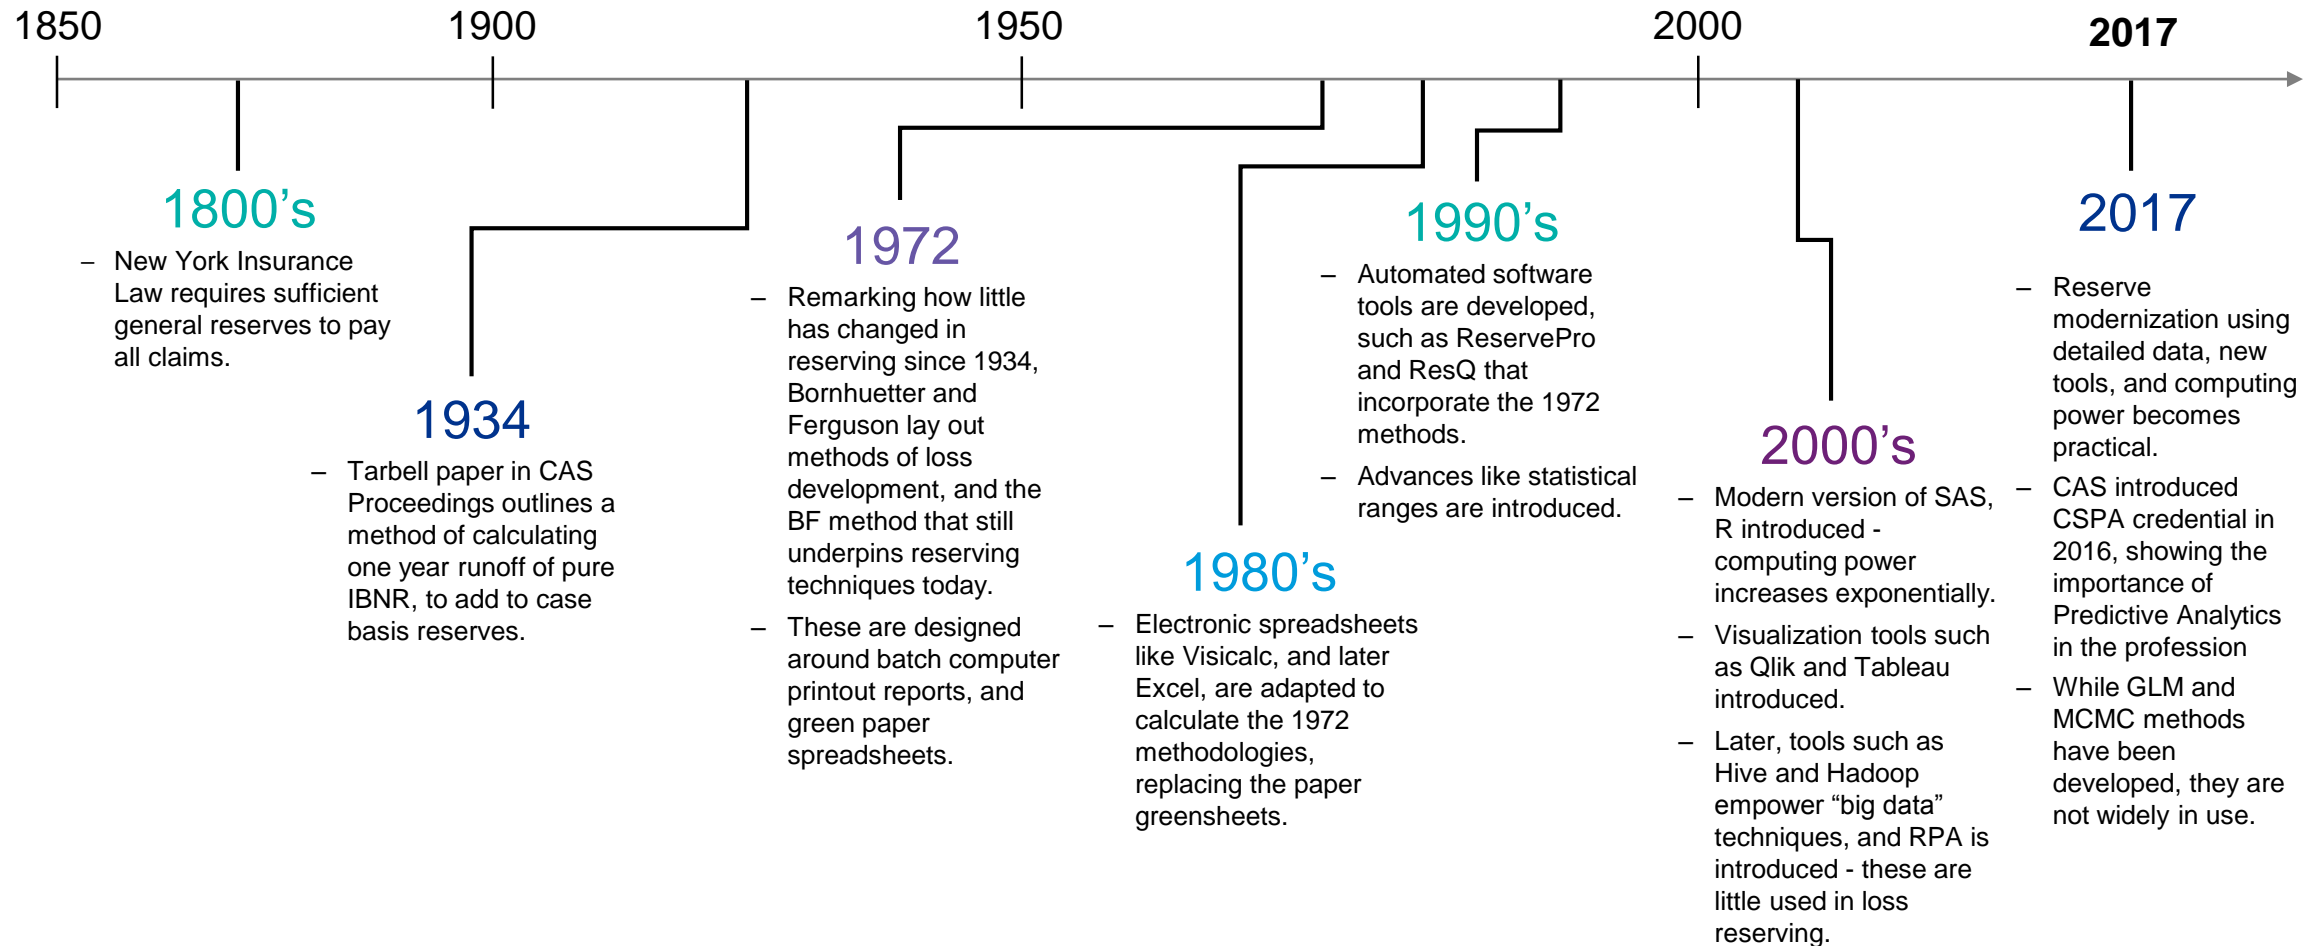 1850
1900
1950
2000
2017
1800’s
– New York Insurance
Law requires sufficient
general reserves to pay
all claims.
1934
– Tarbell paper in CAS
Proceedings outlines a
method of calculating
one year runoff of pure
IBNR, to add to case
basis reserves.
1972
– Remarking how little
has changed in
reserving since 1934,
Bornhuetter and
Ferguson lay out
methods of loss
development, and the
BF method that still
underpins reserving
techniques today.
– These are designed
around batch computer
printout reports, and
green paper
spreadsheets.
1980’s
– Electronic spreadsheets
like Visicalc, and later
Excel, are adapted to
calculate the 1972
methodologies,
replacing the paper
greensheets.
1990’s
– Automated software
tools are developed,
such as ReservePro
and ResQ that
incorporate the 1972
methods.
– Advances like statistical
ranges are introduced.
2000’s
– Modern version of SAS,
R introduced -
computing power
increases exponentially.
– Visualization tools such
as Qlik and Tableau
introduced.
– Later, tools such as
Hive and Hadoop
empower “big data”
techniques, and RPA is
introduced - these are
little used in loss
reserving.
2017
– Reserve
modernization using
detailed data, new
tools, and computing
power becomes
practical.
– CAS introduced
CSPA credential in
2016, showing the
importance of
Predictive Analytics
in the profession
– While GLM and
MCMC methods
have been
developed, they are
not widely in use.